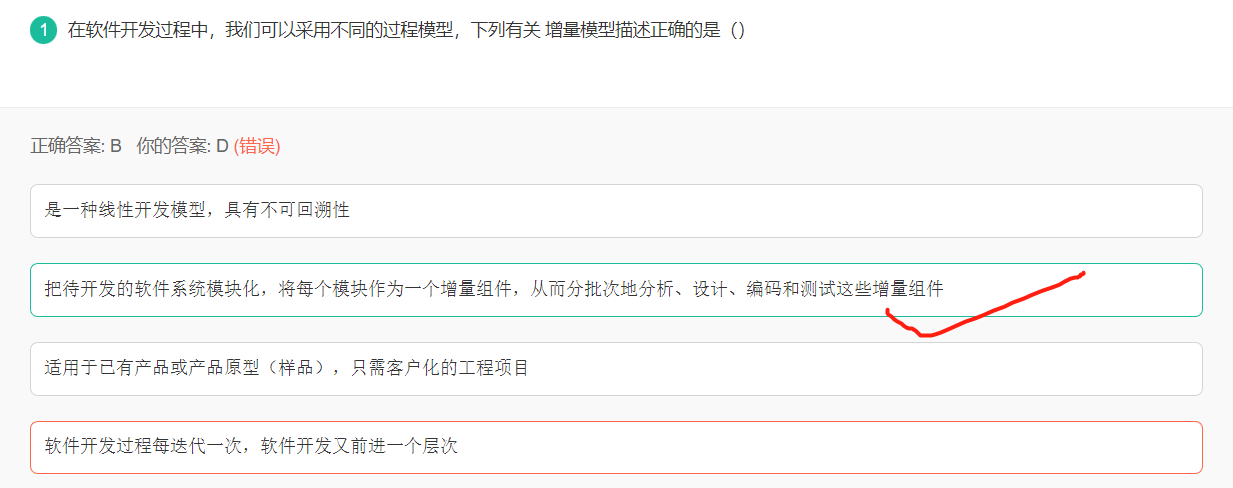 1 在软件开发过程中，我们可以采用不同的过程模型，下列有关 增量模型描述正确的是（）
正确答案: B 你的答案: D (错误)
是一种线性开发模型，具有不可回溯性
把待开发的软件系统模块化，将每个模块作为一个增量组件，从而分批次地分析、设计、编码和测试这些增量组件
适用于已有产品或产品原型（样品），只需客户化的工程项目
软件开发过程每迭代一次，软件开发又前进一个层次